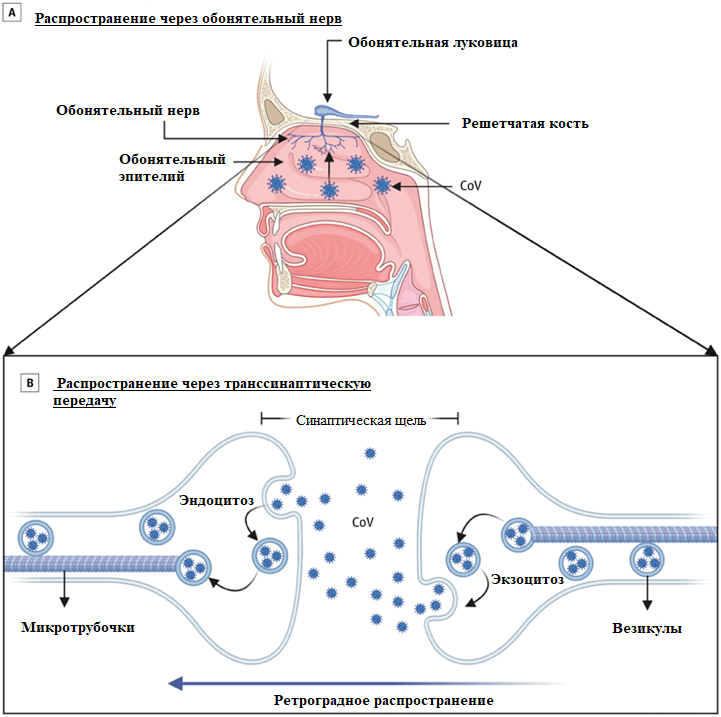 A Распространение через обонятельный нерв
Обонятельная луковица
Обонятельный нерв
Решетчатая кость
Обонятельный
эпителий
CoV
B Распространение через транссинаптическую
передачу
Синаптическая щель
Эндоцитоз
CoV
Экзоцитоз
Микротрубочки
Везикулы
Ретроградное распространение